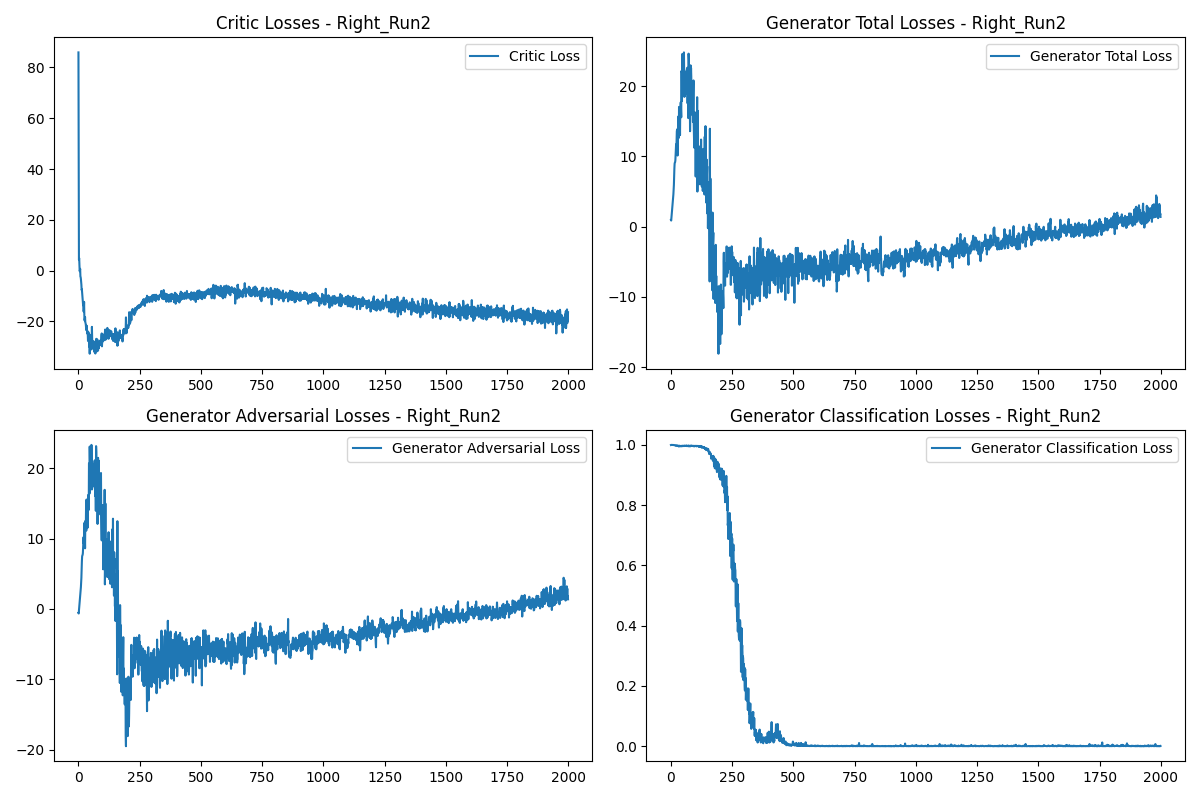 Critic Losses - Right_Run2
Critic Loss
80
60
40
20
0
−20
0 250 500 750 1000 1250 1500 1750 2000
Generator Total Losses - Right_Run2
Generator Total Loss
20
10
0
−10
−20
0 250 500 750 1000 1250 1500 1750 2000
Generator Adversarial Losses - Right_Run2
Generator Adversarial Loss
20
10
0
−10
−20
0 250 500 750 1000 1250 1500 1750 2000
Generator Classification Losses - Right_Run2
Generator Classification Loss
1.0
0.8
0.6
0.4
0.2
0.0
0 250 500 750 1000 1250 1500 1750 2000